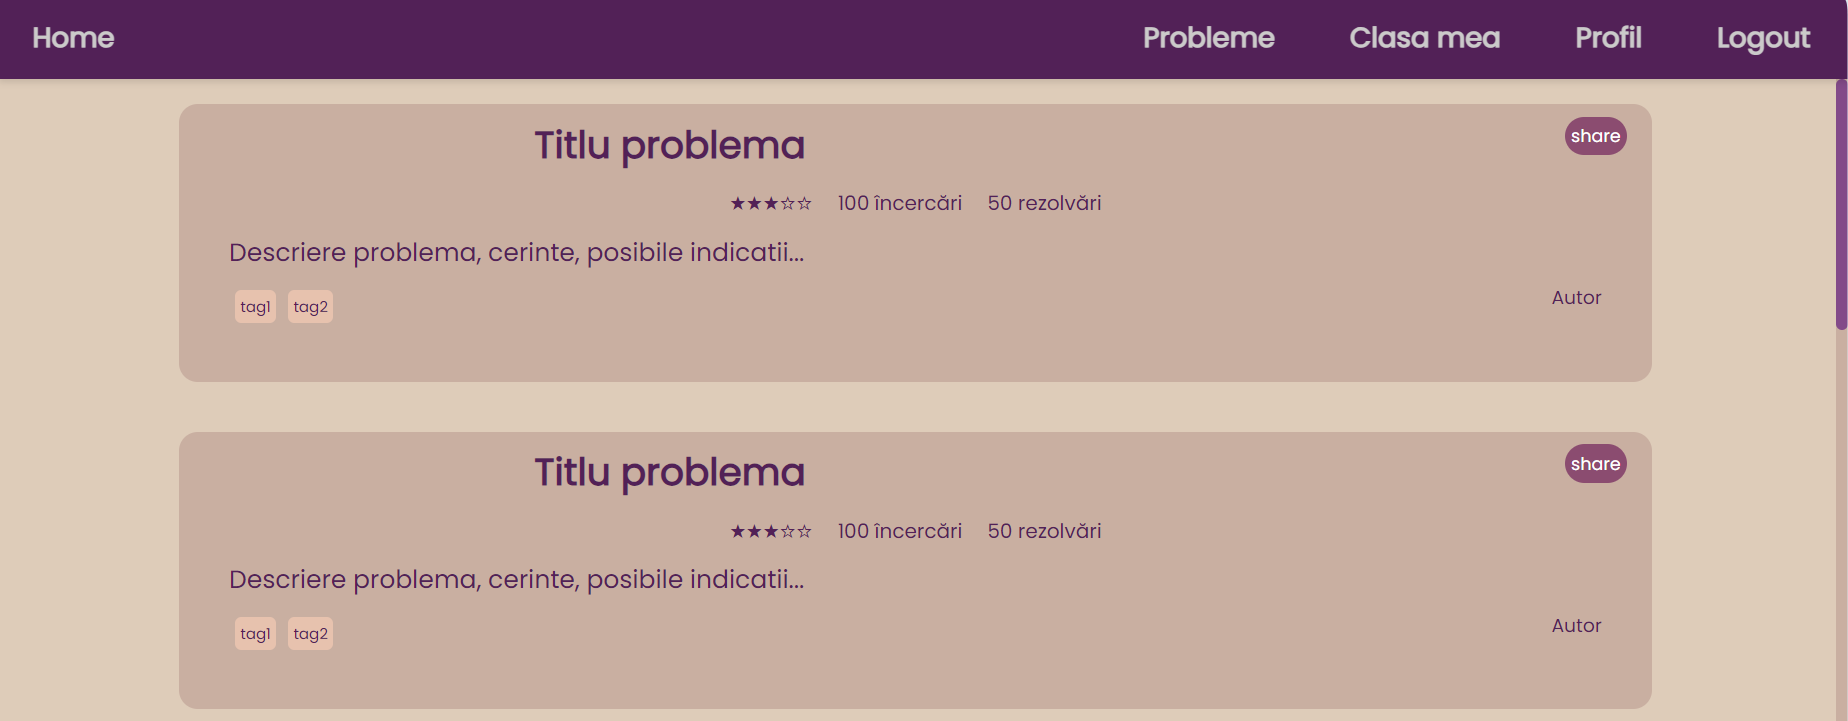 Home Probleme Clasa mea Profil Logout
Titlu problema share
★★★☆☆ 100 încercări 50 rezolvări
Descriere problema, cerinte, posibile indicatii...
tag1 tag2 Autor
Titlu problema share
★★★☆☆ 100 încercări 50 rezolvări
Descriere problema, cerinte, posibile indicatii...
tag1 tag2 Autor